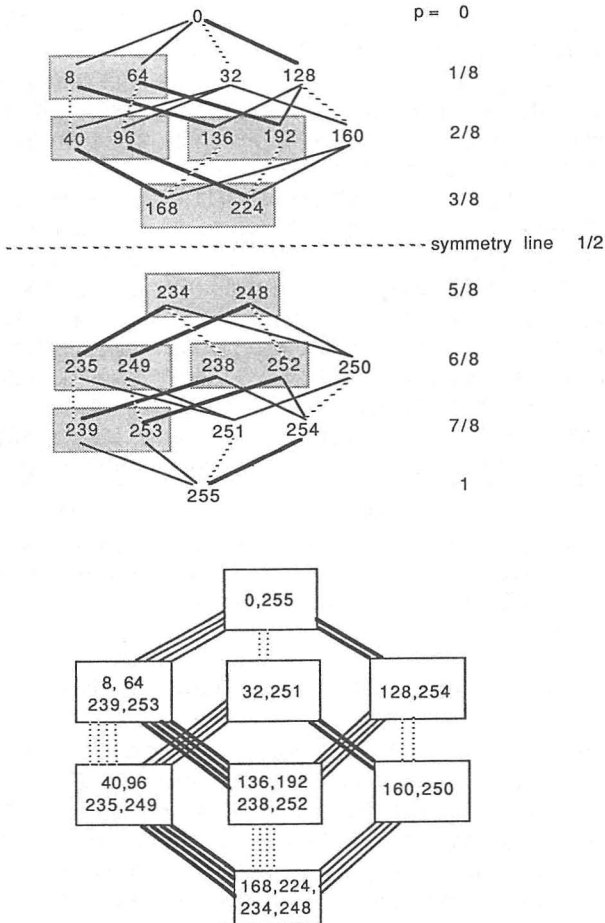 0 p = 0
8 64 32 128 1/8
40 96 136 192 160 2/8
168 224 3/8
symmetry line 1/2
234 248 5/8
235 249 238 252 250 6/8
239 253 251 254 7/8
255 1
0,255
8, 64
239,253
32,251
128,254
40,96
235,249
136,192
238,252
160,250
168,224,
234,248